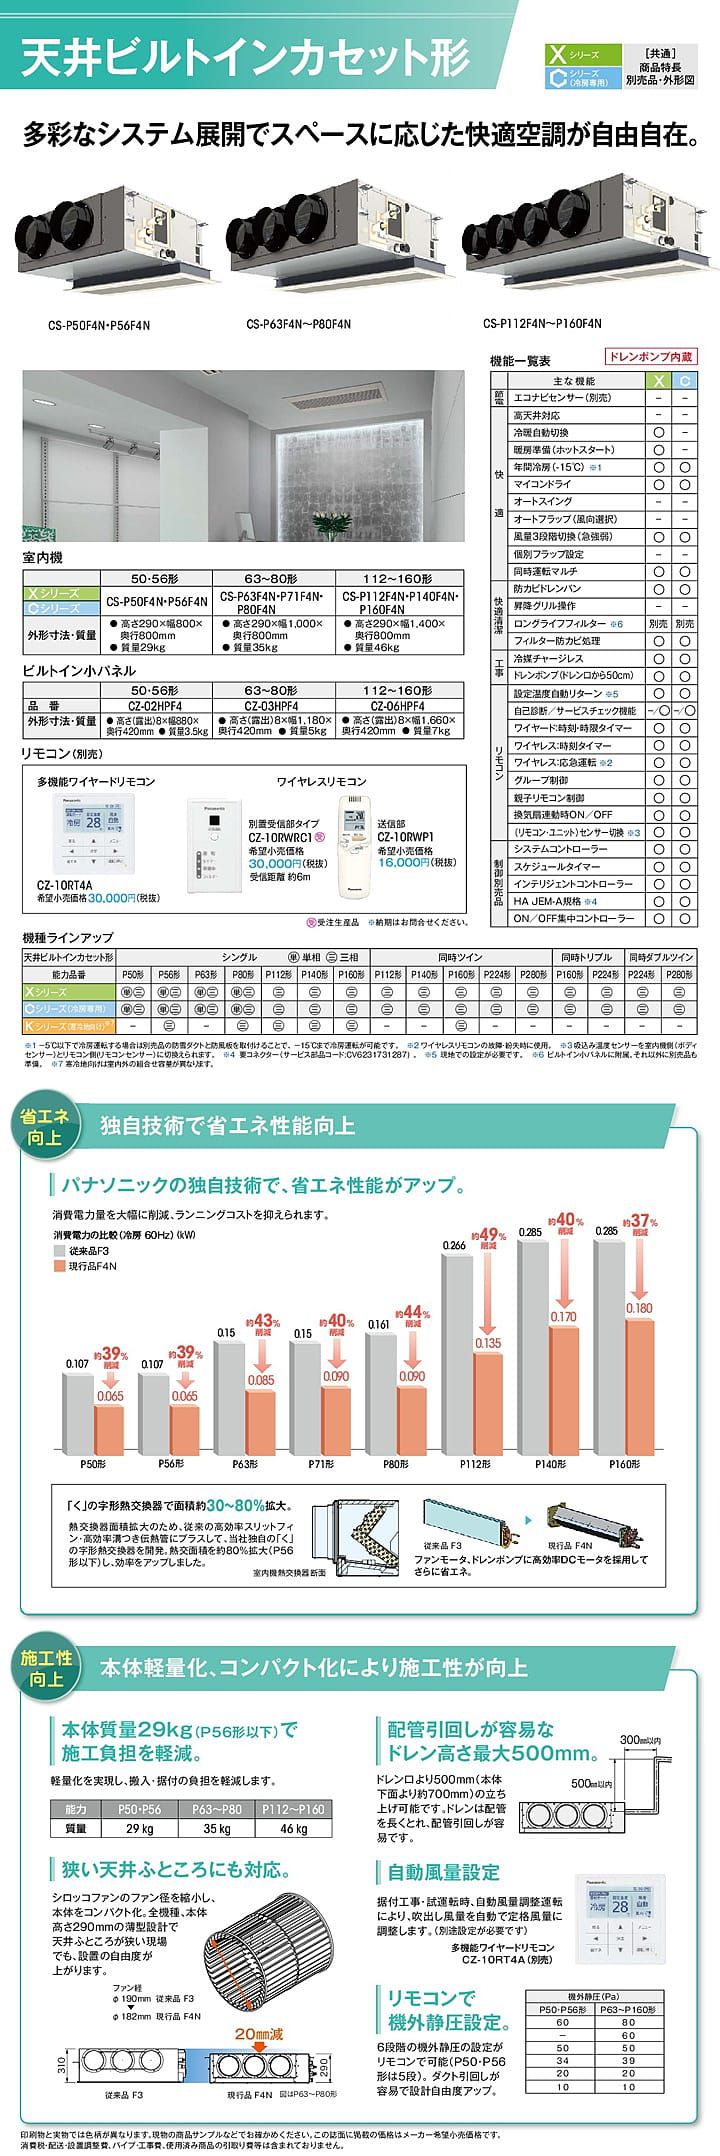 天井ビルトインカセット形
Xシリーズ
Cシリーズ(冷房専用)
[共通]
商品特長
別売品・外形図
多彩なシステム展開でスペースに応じた快適空調が自由自在。
CS-P50F4N・P56F4N
CS-P63F4N〜P80F4N
CS-P112F4N〜P160F4N
機能一覧表
ドレンポンプ内蔵
主な機能 X C
節電 エコナビセンサー(別売) − −
快適
高天井対応 − −
冷暖自動切換 ○ −
暖房準備(ホットスタート) ○ −
年間冷房(-15℃) ※1 ○ ○
マイコンドライ ○ ○
オートスイング − −
オートフラップ(風向選択) − −
風量3段階切換(急強弱) ○ ○
個別フラップ設定 − −
同時運転マルチ ○ ○
快適清潔
防カビドレンパン ○ ○
昇降グリル操作 − −
ロングライフフィルター ※6 別売 別売
フィルター防カビ処理 ○ ○
工事
冷媒チャージレス ○ ○
ドレンポンプ(ドレン口から50cm) ○ ○
リモコン
設定温度自動リターン ※5 ○ ○
自己診断/サービスチェック機能 −/○ −/○
ワイヤード:時刻・時限タイマー ○ ○
ワイヤレス:時刻タイマー ○ ○
ワイヤレス:応急運転 ※2 ○ ○
グループ制御 ○ ○
親子リモコン制御 ○ ○
換気扇連動時ON/OFF ○ ○
(リモコン・ユニット)センサー切換 ※3 ○ ○
制御別売品
システムコントローラー ○ ○
スケジュールタイマー ○ ○
インテリジェントコントローラー ○ ○
HA JEM-A規格 ※4 ○ ○
ON/OFF集中コントローラー ○ ○
室内機
50・56形 63〜80形 112〜160形
Xシリーズ
Cシリーズ
CS-P50F4N・P56F4N
CS-P63F4N・P71F4N・
P80F4N
CS-P112F4N・P140F4N・
P160F4N
外形寸法・質量
● 高さ290×幅800×
奥行800mm
● 質量29kg
● 高さ290×幅1,000×
奥行800mm
● 質量35kg
● 高さ290×幅1,400×
奥行800mm
● 質量46kg
ビルトイン小パネル
50・56形 63〜80形 112〜160形
品 番 CZ-02HPF4 CZ-03HPF4 CZ-06HPF4
外形寸法・質量
● 高さ(露出)8×幅880×
奥行420mm ● 質量3.5kg
● 高さ(露出)8×幅1,180×
奥行420mm ● 質量5kg
● 高さ(露出)8×幅1,660×
奥行420mm ● 質量7kg
リモコン(別売)
多機能ワイヤードリモコン
CZ-10RT4A
希望小売価格30,000円(税抜)
ワイヤレスリモコン
別置受信部タイプ
CZ-10RWRC1 受
希望小売価格
30,000円(税抜)
受信距離 約6m
送信部
CZ-10RWP1
希望小売価格
16,000円(税抜)
受 受注生産品 ※納期はお問合せください。
機種ラインアップ
天井ビルトインカセット形 シングル 単 単相 三 三相 同時ツイン 同時トリプル 同時ダブルツイン
能力品番 P50形 P56形 P63形 P80形 P112形 P140形 P160形 P112形 P140形 P160形 P224形 P280形 P160形 P224形 P224形 P280形
Xシリーズ 単三 単三 単三 単三 三 三 三 三 三 三 三 三 三 三 三 三
Cシリーズ(冷房専用) 単三 単三 単三 単三 三 三 三 三 三 三 三 三 三 三 三 三
Kシリーズ(寒冷地向け)※7 − 三 − 三 三 三 三 − − 三 − − − − − −
※1 −5℃以下で冷房運転する場合は別売品の防雪ダクトと防風板を取付けることで、−15℃まで冷房運転が可能です。 ※2 ワイヤレスリモコンの故障・紛失時に使用。 ※3 吸込み温度センサーを室内機側(ボディ
センサー)とリモコン側(リモコンセンサー)に切換えられます。 ※4 要コネクター(サービス部品コード:CV6231731287)。 ※5 現地での設定が必要です。 ※6 ビルトイン小パネルに附属。それ以外に別売品も
準備。 ※7 寒冷地向けは室内外の組合せ容量が異なります。
省エネ
向上
独自技術で省エネ性能向上
パナソニックの独自技術で、省エネ性能がアップ。
消費電力量を大幅に削減、ランニングコストを抑えられます。
消費電力の比較(冷房 60Hz)(kW)
従来品F3
現行品F4N
0.107 約39%削減 0.065 P50形
0.107 約39%削減 0.065 P56形
0.15 約43%削減 0.085 P63形
0.15 約40%削減 0.090 P71形
0.161 約44%削減 0.090 P80形
0.266 約49%削減 0.135 P112形
0.285 約40%削減 0.170 P140形
0.285 約37%削減 0.180 P160形
「く」の字形熱交換器で面積約30〜80%拡大。
熱交換器面積拡大のため、従来の高効率スリットフィ
ン・高効率溝つき伝熱管にプラスして、当社独自の「く」
の字形熱交換器を開発。熱交面積を約80%拡大(P56
形以下)し、効率をアップしました。
室内機熱交換器断面
従来品 F3
現行品 F4N
ファンモータ、ドレンポンプに高効率DCモータを採用して
さらに省エネ。
施工性
向上
本体軽量化、コンパクト化により施工性が向上
本体質量29kg(P56形以下)で
施工負担を軽減。
軽量化を実現し、搬入・据付の負担を軽減します。
能力 P50・P56 P63〜P80 P112〜P160
質量 29 kg 35 kg 46 kg
狭い天井ふところにも対応。
シロッコファンのファン径を縮小し、
本体をコンパクト化。全機種、本体
高さ290mmの薄型設計で
天井ふところが狭い現場
でも、設置の自由度が
上がります。
ファン経
φ190mm 従来品 F3
▼
φ182mm 現行品 F4N
20mm減
310
290
従来品 F3
現行品 F4N 図はP63〜P80形
配管引回しが容易な
ドレン高さ最大500mm。
ドレン口より500mm(本体
下面より約700mm)の立ち
上げ可能です。ドレンは配管
を長くとれ、配管引回しが容
易です。
300mm以内
500mm以内
自動風量設定
据付工事・試運転時、自動風量調整運転
により、吹出し風量を自動で定格風量に
調整します。(別途設定が必要です)
多機能ワイヤードリモコン
CZ-10RT4A(別売)
リモコンで
機外静圧設定。
6段階の機外静圧の設定が
リモコンで可能(P50・P56
形は5段)。ダクト引回しが
容易で設計自由度アップ。
機外静圧(Pa)
P50・P56形 P63〜P160形
60 80
− 60
50 50
34 39
20 20
10 10
印刷物と実物では色柄が異なります。現物の商品サンプルなどでお確かめください。この誌面に掲載の価格はメーカー希望小売価格です。
消費税・配送・設置調整費、パイプ・工事費、使用済み商品の引取り費等は含まれておりません。